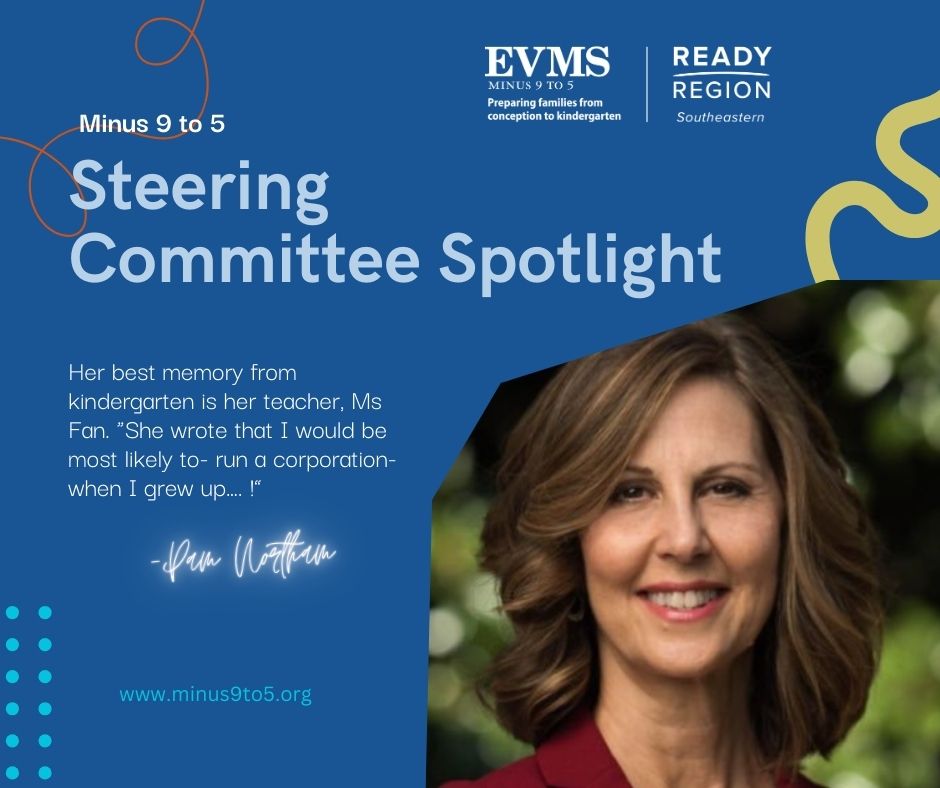 EVMS
MINUS 9 TO 5
Preparing families from
conception to kindergarten
READY
REGION
Southeastern
Minus 9 to 5
Steering
Committee Spotlight
Her best memory from
kindergarten is her teacher, Ms
Fan. "She wrote that I would be
most likely to- run a corporation-
when I grew up.... !"
-Pam Northam
www.minus9to5.org